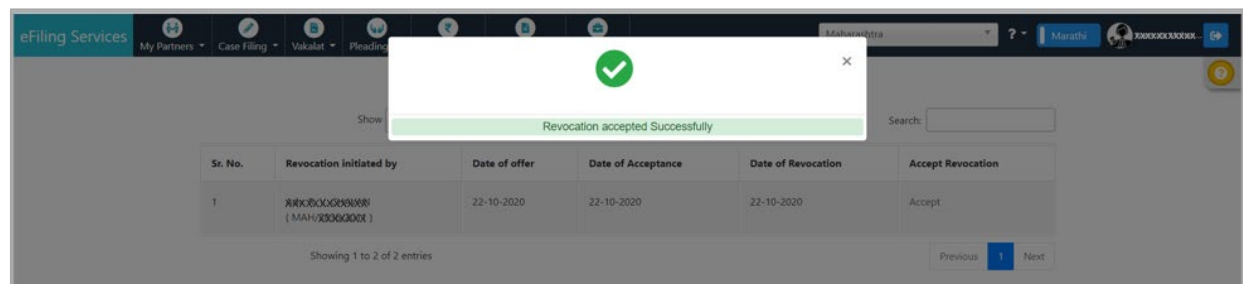 eFiling Services
My Partners
Case Filing
Vakalat
Pleading
Maharashtra
?
Marathi
×
Revocation accepted Successfully
Show
Search:
Sr. No. Revocation initiated by Date of offer Date of Acceptance Date of Revocation Accept Revocation
1 22-10-2020 22-10-2020 22-10-2020 Accept
( MAH/ )
Showing 1 to 2 of 2 entries
Previous 1 Next